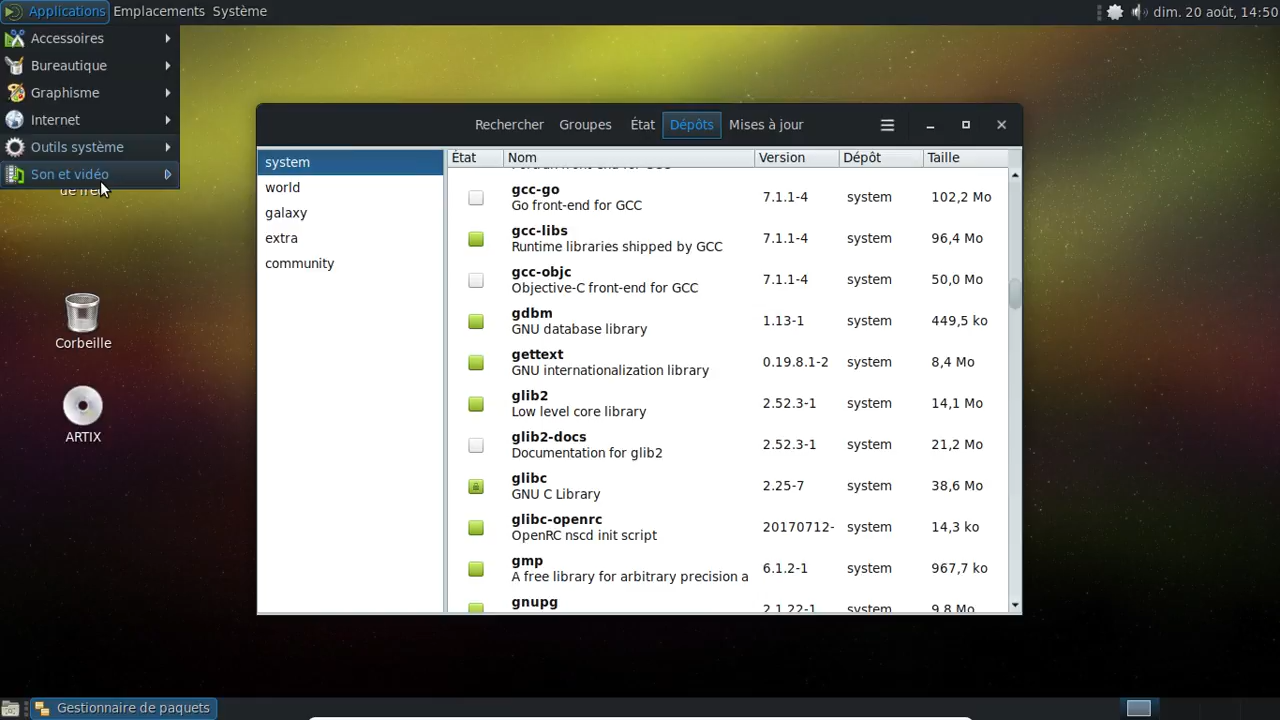 Applications Emplacements Système dim. 20 août, 14:50
Accessoires
Bureautique
Graphisme
Internet
Outils système
Son et vidéo
Corbeille
ARTIX
Rechercher Groupes État Dépôts Mises à jour
system
world
galaxy
extra
community
État Nom Version Dépôt Taille
gcc-go
Go front-end for GCC
7.1.1-4 system 102,2 Mo
gcc-libs
Runtime libraries shipped by GCC
7.1.1-4 system 96,4 Mo
gcc-objc
Objective-C front-end for GCC
7.1.1-4 system 50,0 Mo
gdbm
GNU database library
1.13-1 system 449,5 ko
gettext
GNU internationalization library
0.19.8.1-2 system 8,4 Mo
glib2
Low level core library
2.52.3-1 system 14,1 Mo
glib2-docs
Documentation for glib2
2.52.3-1 system 21,2 Mo
glibc
GNU C Library
2.25-7 system 38,6 Mo
glibc-openrc
OpenRC nscd init script
20170712- system 14,3 ko
gmp
A free library for arbitrary precision a
6.1.2-1 system 967,7 ko
gnupg
2.1.22-1 system 9,8 Mo
Gestionnaire de paquets